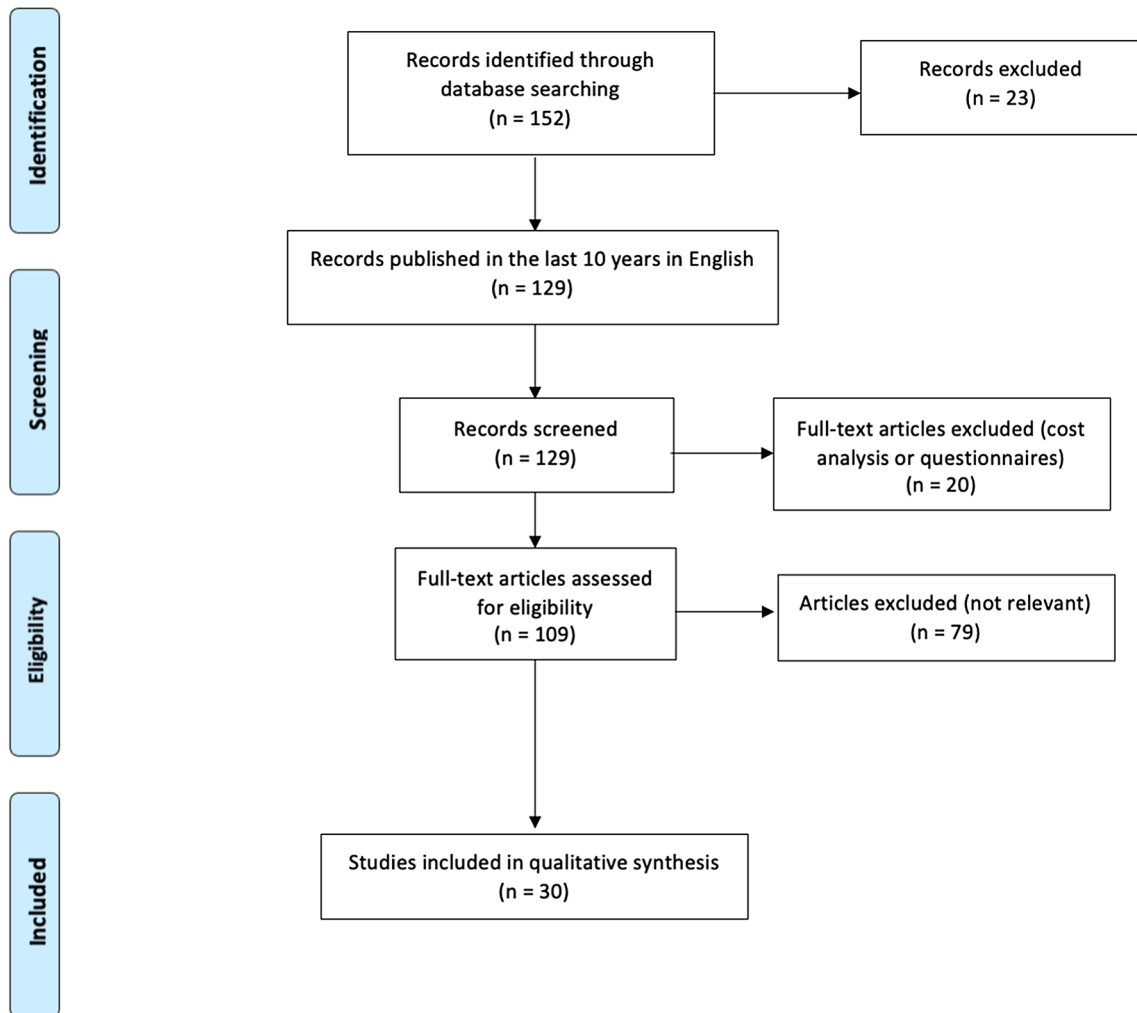 Identification
Records identified through
database searching
(n = 152)
Records excluded
(n = 23)
Records published in the last 10 years in English
(n = 129)
Screening
Records screened
(n = 129)
Full-text articles excluded (cost
analysis or questionnaires)
(n = 20)
Eligibility
Full-text articles assessed
for eligibility
(n = 109)
Articles excluded (not relevant)
(n = 79)
Included
Studies included in qualitative synthesis
(n = 30)